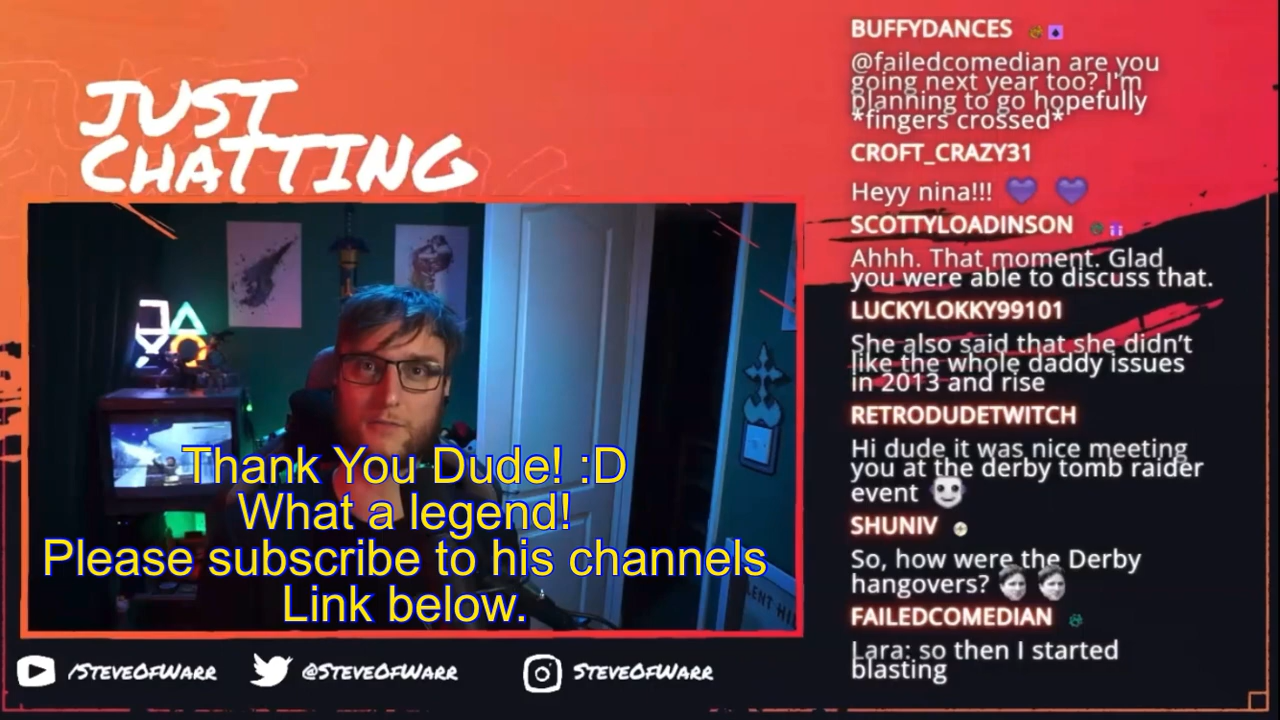 JUST
CHATTING
Thank You Dude! :D
What a legend!
Please subscribe to his channels
Link below.
/SteveOfWarr
@SteveOfWarr
SteveOfWarr
BUFFYDANCES
@failedcomedian are you
going next year too? I'm
planning to go hopefully
*fingers crossed*
CROFT_CRAZY31
Heyy nina!!!
SCOTTYLOADINSON
Ahhh. That moment. Glad
you were able to discuss that.
LUCKYLOKKY99101
She also said that she didn't
like the whole daddy issues
in 2013 and rise
RETRODUDETWITCH
Hi dude it was nice meeting
you at the derby tomb raider
event
SHUNIV
So, how were the Derby
hangovers?
FAILEDCOMEDIAN
Lara: so then I started
blasting